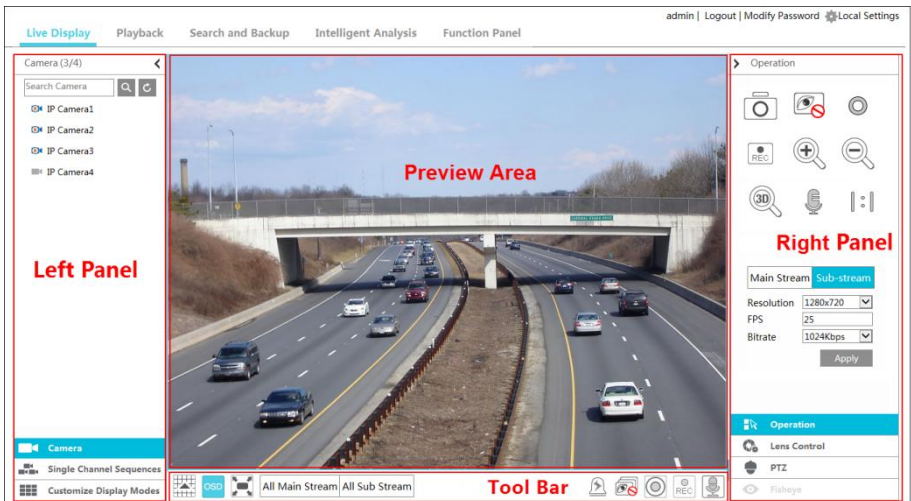 admin | Logout | Modify Password Local Settings
Live Display Playback Search and Backup Intelligent Analysis Function Panel
Camera (3/4)
Search Camera
IP Camera1
IP Camera2
IP Camera3
IP Camera4
Left Panel
Camera
Single Channel Sequences
Customize Display Modes
Preview Area
OSD
All Main Stream All Sub Stream
Tool Bar
REC
Operation
REC
3D
1:1
Right Panel
Main Stream Sub-stream
Resolution 1280x720
FPS 25
Bitrate 1024Kbps
Apply
Operation
Lens Control
PTZ
Fisheye